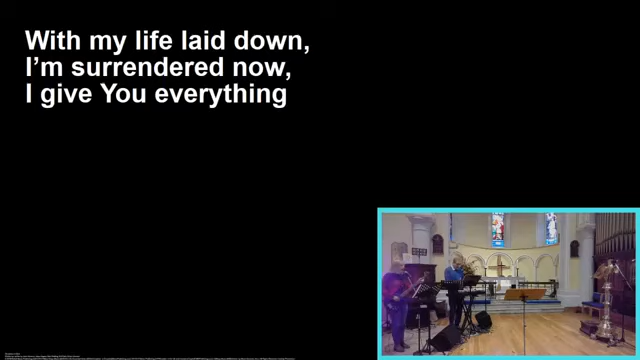 With my life laid down,
I’m surrendered now,
I give You everything